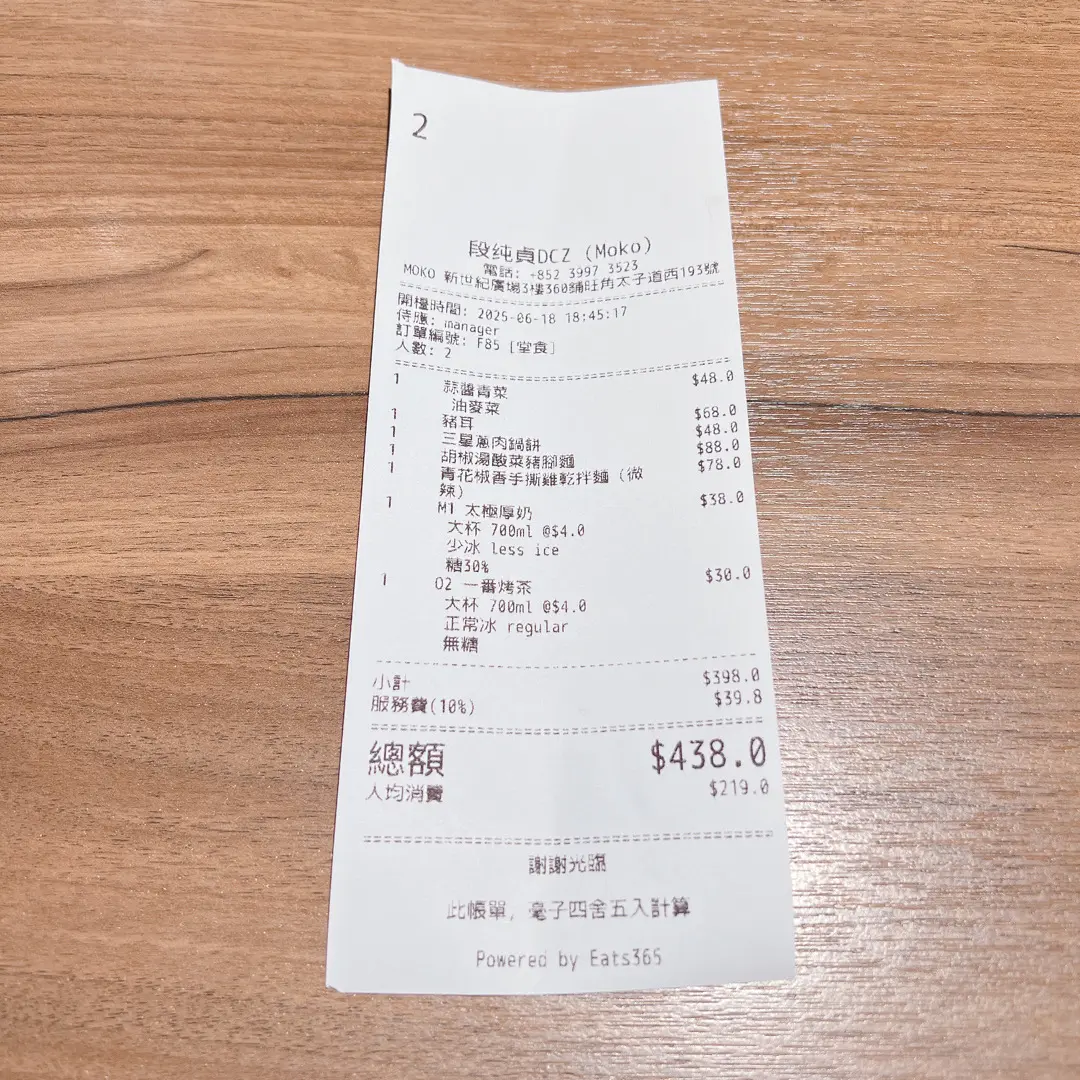 2
段纯貞DCZ (Moko)
電話: +852 3997 3523
MOKO 新世紀廣場3樓360舖旺角太子道西193號
開檯時間: 2025-06-18 18:45:17
侍應: manager
訂單編號: F85 [堂食]
人數: 2
1 蒜醬青菜 $48.0
油麥菜
1 豬耳 $68.0
1 三星蔥肉鍋餅 $48.0
1 胡椒湯酸菜豬腳麵 $88.0
1 青花椒香手撕雞乾拌麵 (微 $78.0
辣)
1 M1 太極厚奶 $38.0
大杯 700ml @$4.0
少冰 less ice
糖30%
1 O2 一番烤茶 $30.0
大杯 700ml @$4.0
正常冰 regular
無糖
小計 $398.0
服務費(10%) $39.8
總額 $438.0
人均消費 $219.0
謝謝光臨
此帳單, 毫子四舍五入計算
Powered by Eats365